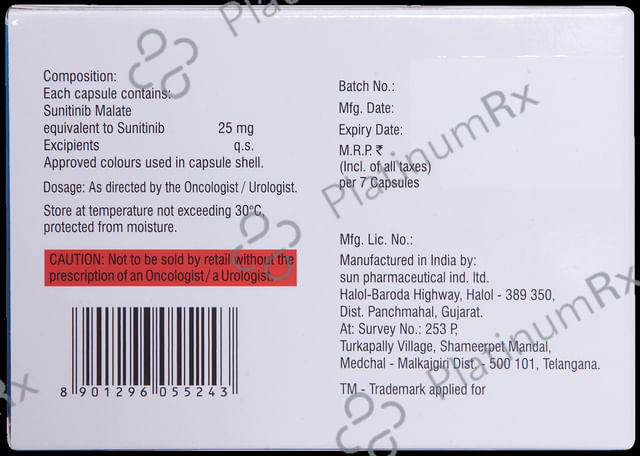 Composition:
Each capsule contains:
Sunitinib Malate
equivalent to Sunitinib 25 mg
Excipients q.s.
Approved colours used in capsule shell.
Dosage: As directed by the Oncologist / Urologist.
Store at temperature not exceeding 30°C,
protected from moisture.
CAUTION: Not to be sold by retail without the
prescription of an Oncologist / a Urologist.
8 901296 055243
Batch No.:
Mfg. Date:
Expiry Date:
M.R.P. ₹
(Incl. of all taxes)
per 7 Capsules
Mfg. Lic. No.:
Manufactured in India by:
sun pharmaceutical ind. ltd.
Halol-Baroda Highway, Halol - 389 350,
Dist. Panchmahal, Gujarat.
At: Survey No.: 253 P,
Turkapally Village, Shameerpet Mandal,
Medchal - Malkajgiri Dist. - 500 101, Telangana.
TM - Trademark applied for
PlatinumRx
PlatinumRx
PlatinumRx
Rx